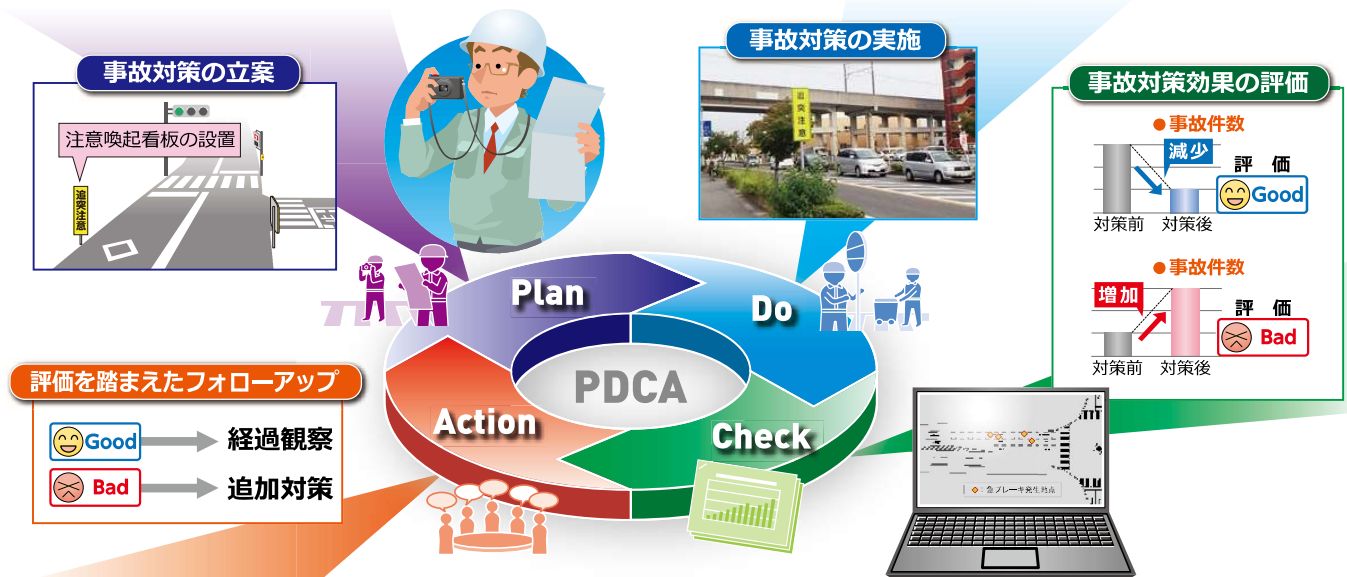 事故対策の立案
注意喚起看板の設置
追突注意
事故対策の実施
追突注意
事故対策効果の評価
●事故件数
減少
評 価
Good
対策前 対策後
●事故件数
増加
評 価
Bad
対策前 対策後
Plan
Do
PDCA
Action
Check
評価を踏まえたフォローアップ
Good
経過観察
Bad
追加対策
：急ブレーキ発生地点